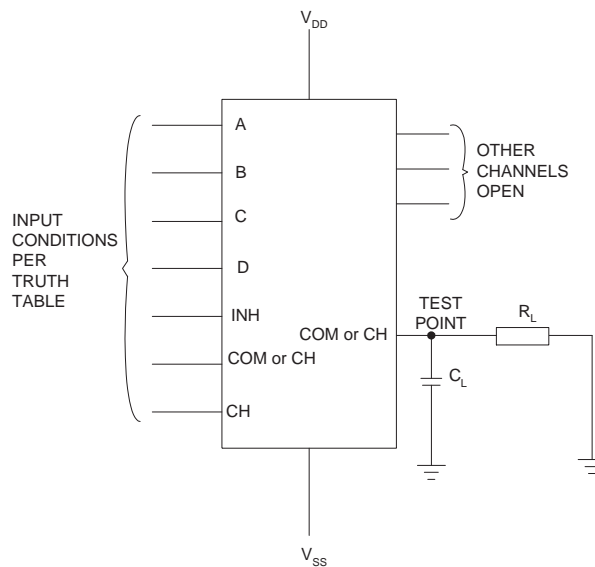 V_DD
A
B
C
D
INH
COM or CH
CH
INPUT
CONDITIONS
PER
TRUTH
TABLE
OTHER
CHANNELS
OPEN
COM or CH
TEST
POINT
R_L
C_L
V_SS